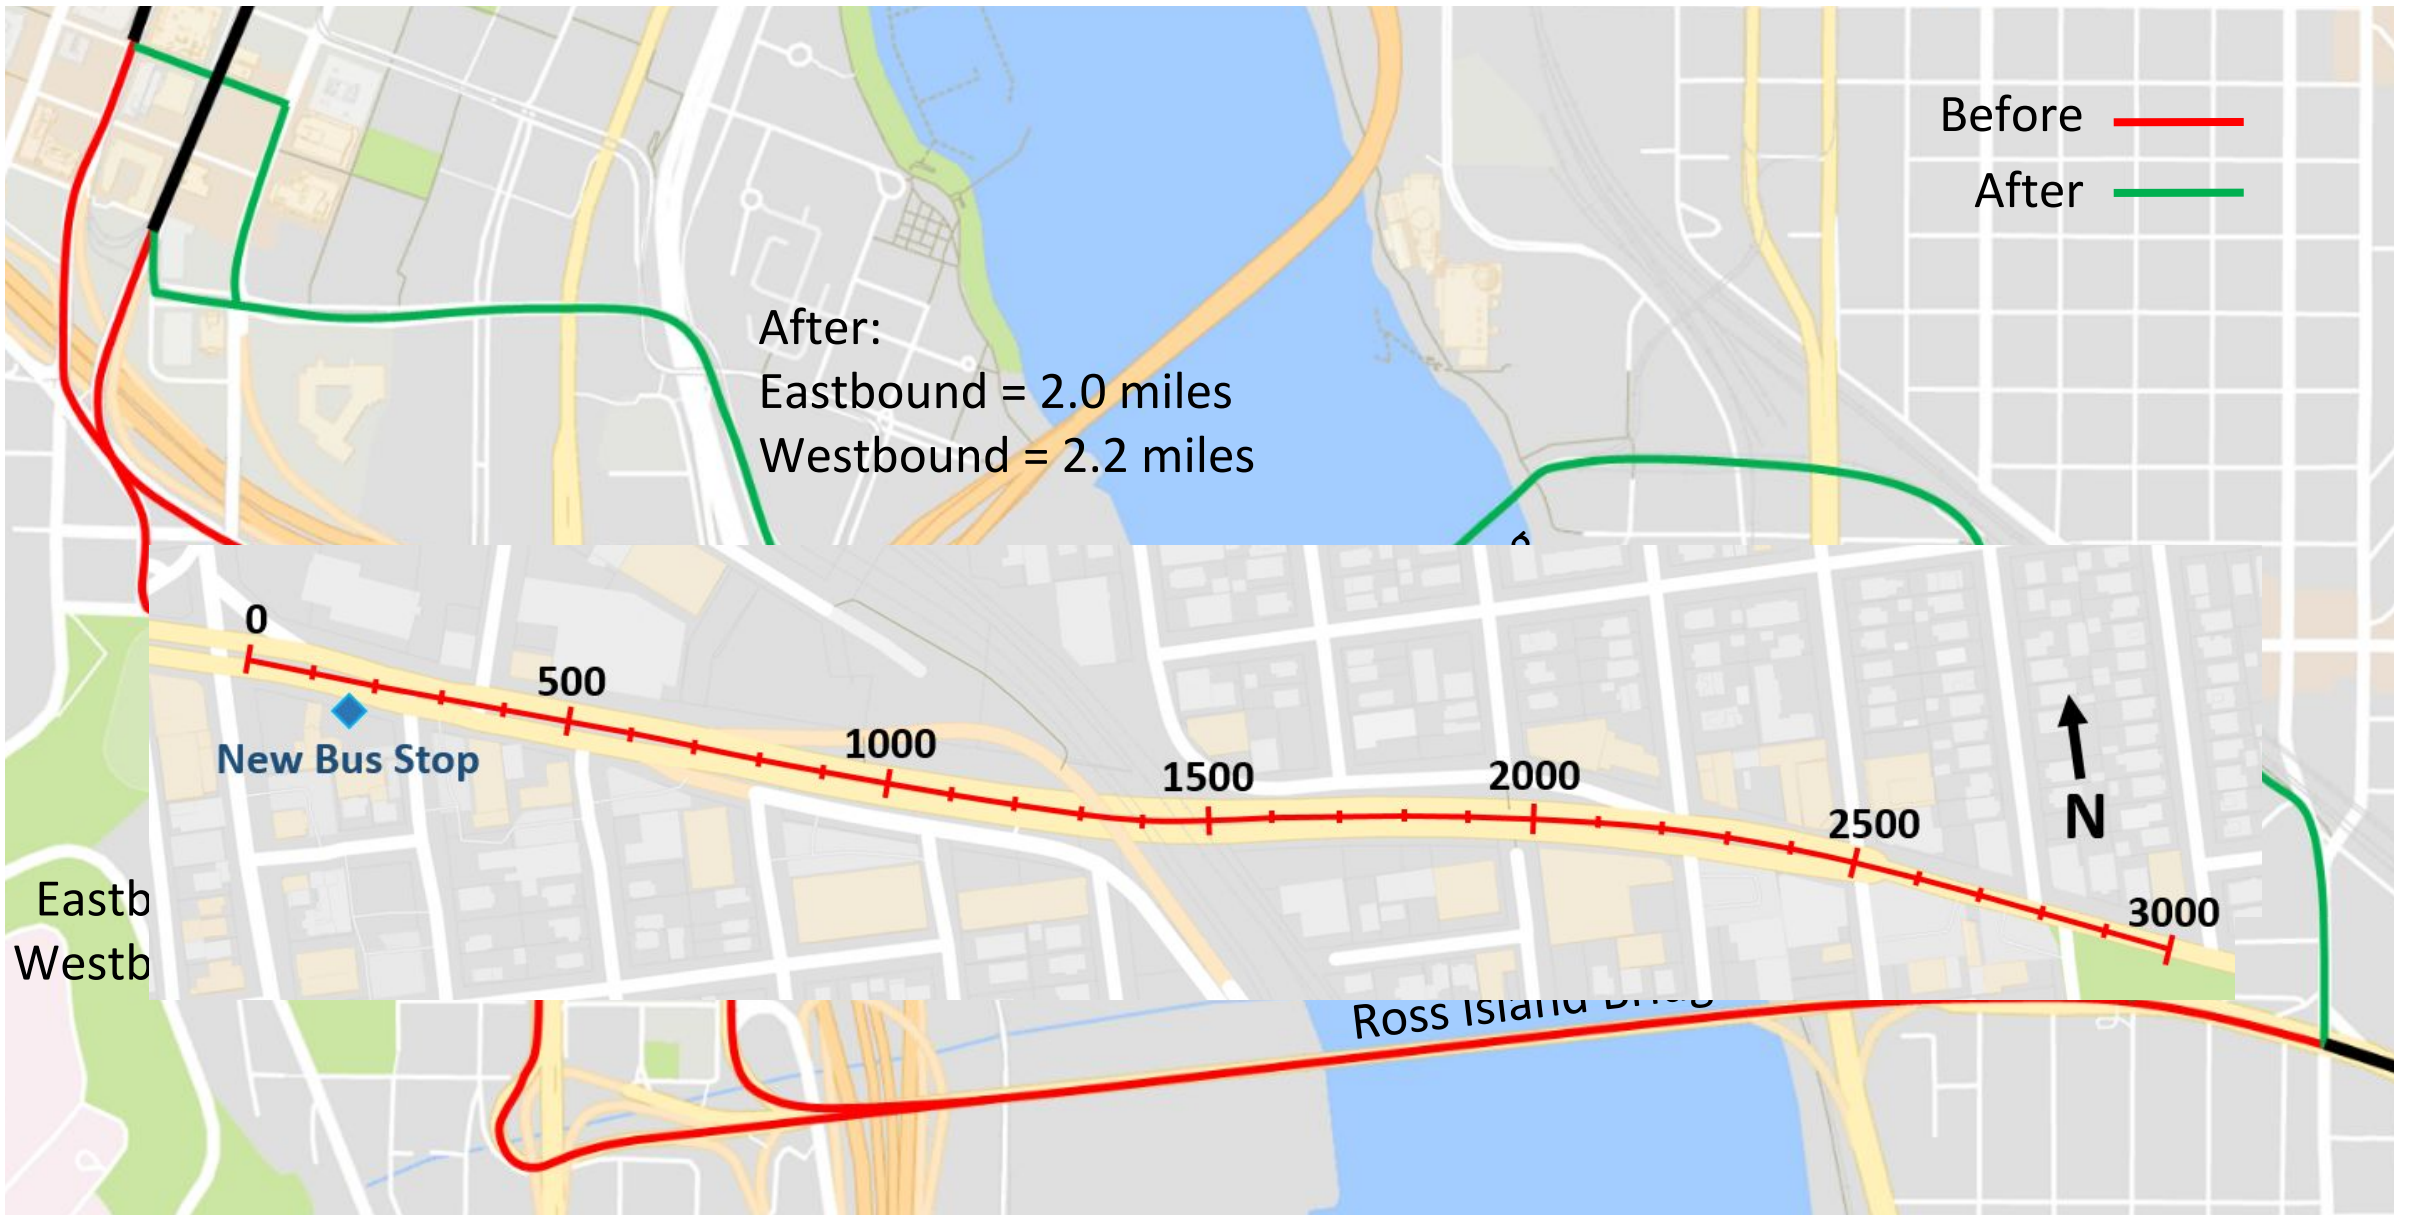 Before
After
After:
Eastbound = 2.0 miles
Westbound = 2.2 miles
0
500
1000
1500
2000
2500
3000
New Bus Stop
N
Eastb
Westb
Ross Island